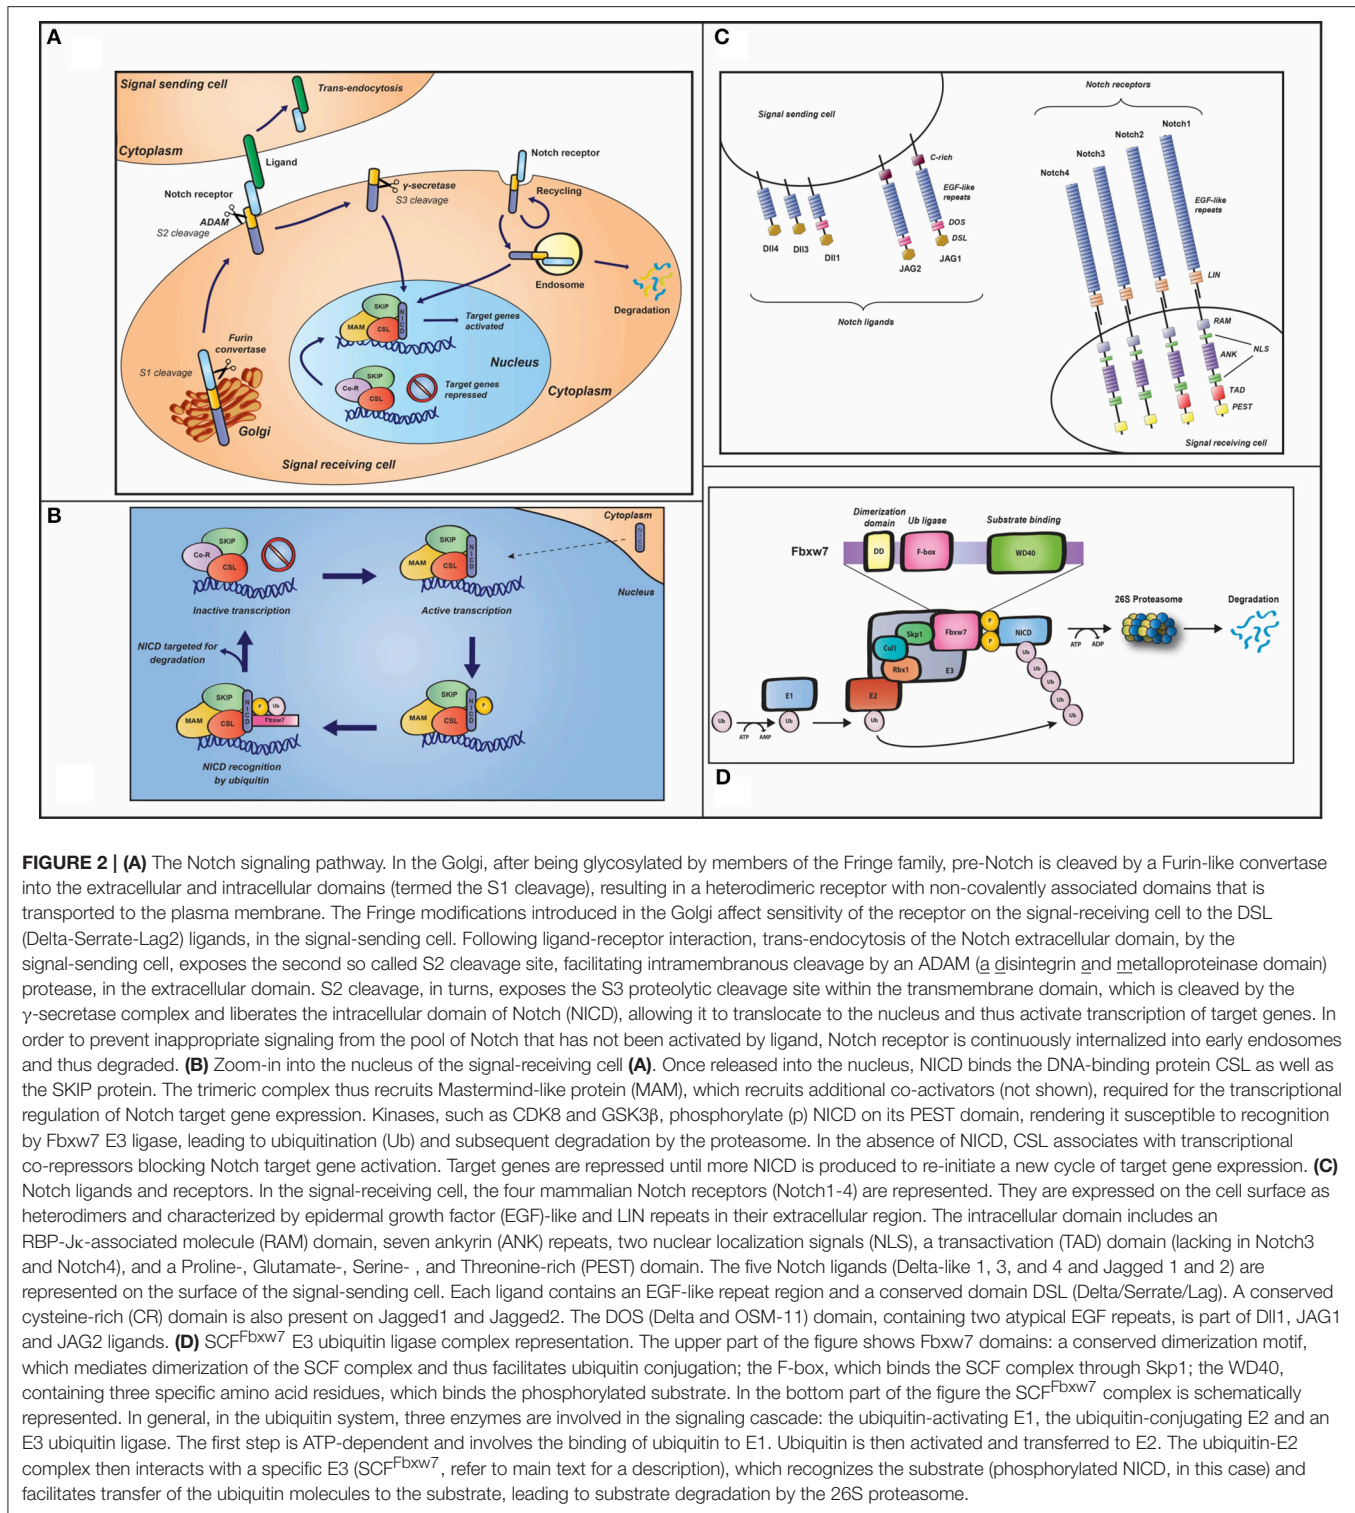 A
Signal sending cell
Trans-endocytosis
Cytoplasm
Ligand
Notch receptor
Notch receptor
γ-secretase
S3 cleavage
Recycling
ADAM
S2 cleavage
Endosome
Degradation
SKIP
MAM
CSL
NICD
Target genes
activated
Furin
convertase
Nucleus
S1 cleavage
Cytoplasm
SKIP
Co-R
CSL
Target genes
repressed
Golgi
Signal receiving cell
B
Cytoplasm
NICD
SKIP
Co-R
CSL
SKIP
MAM
CSL
NICD
Nucleus
Inactive transcription
Active transcription
NICD targeted for
degradation
SKIP
MAM
CSL
NICD
P
Ub
Fbxw7
SKIP
MAM
CSL
NICD
P
NICD recognition
by ubiquitin
C
Notch receptors
Signal sending cell
Notch1
Notch2
Notch3
Notch4
C-rich
EGF-like
repeats
EGF-like
repeats
DOS
DSL
Dll4
Dll3
Dll1
JAG2
JAG1
LIN
Notch ligands
RAM
ANK
NLS
TAD
PEST
Signal receiving cell
Dimerization
domain
Ub ligase
Substrate binding
Fbxw7
DD
F-box
WD40
26S Proteasome
Degradation
Skp1
Fbxw7
P
P
NICD
Cul1
Rbx1
E3
ATP
ADP
Ub
Ub
Ub
Ub
Ub
E1
E2
Ub
ATP
AMP
Ub
Ub
D
FIGURE 2 | (A) The Notch signaling pathway. In the Golgi, after being glycosylated by members of the Fringe family, pre-Notch is cleaved by a Furin-like convertase
into the extracellular and intracellular domains (termed the S1 cleavage), resulting in a heterodimeric receptor with non-covalently associated domains that is
transported to the plasma membrane. The Fringe modifications introduced in the Golgi affect sensitivity of the receptor on the signal-receiving cell to the DSL
(Delta-Serrate-Lag2) ligands, in the signal-sending cell. Following ligand-receptor interaction, trans-endocytosis of the Notch extracellular domain, by the
signal-sending cell, exposes the second so called S2 cleavage site, facilitating intramembranous cleavage by an ADAM (a disintegrin and metalloproteinase domain)
protease, in the extracellular domain. S2 cleavage, in turns, exposes the S3 proteolytic cleavage site within the transmembrane domain, which is cleaved by the
γ-secretase complex and liberates the intracellular domain of Notch (NICD), allowing it to translocate to the nucleus and thus activate transcription of target genes. In
order to prevent inappropriate signaling from the pool of Notch that has not been activated by ligand, Notch receptor is continuously internalized into early endosomes
and thus degraded. (B) Zoom-in into the nucleus of the signal-receiving cell (A). Once released into the nucleus, NICD binds the DNA-binding protein CSL as well as
the SKIP protein. The trimeric complex thus recruits Mastermind-like protein (MAM), which recruits additional co-activators (not shown), required for the transcriptional
regulation of Notch target gene expression. Kinases, such as CDK8 and GSK3β, phosphorylate (p) NICD on its PEST domain, rendering it susceptible to recognition
by Fbxw7 E3 ligase, leading to ubiquitination (Ub) and subsequent degradation by the proteasome. In the absence of NICD, CSL associates with transcriptional
co-repressors blocking Notch target gene activation. Target genes are repressed until more NICD is produced to re-initiate a new cycle of target gene expression. (C)
Notch ligands and receptors. In the signal-receiving cell, the four mammalian Notch receptors (Notch1-4) are represented. They are expressed on the cell surface as
heterodimers and characterized by epidermal growth factor (EGF)-like and LIN repeats in their extracellular region. The intracellular domain includes an
RBP-Jκ-associated molecule (RAM) domain, seven ankyrin (ANK) repeats, two nuclear localization signals (NLS), a transactivation (TAD) domain (lacking in Notch3
and Notch4), and a Proline-, Glutamate-, Serine- , and Threonine-rich (PEST) domain. The five Notch ligands (Delta-like 1, 3, and 4 and Jagged 1 and 2) are
represented on the surface of the signal-sending cell. Each ligand contains an EGF-like repeat region and a conserved domain DSL (Delta/Serrate/Lag). A conserved
cysteine-rich (CR) domain is also present on Jagged1 and Jagged2. The DOS (Delta and OSM-11) domain, containing two atypical EGF repeats, is part of Dll1, JAG1
and JAG2 ligands. (D) SCFFbxw7 E3 ubiquitin ligase complex representation. The upper part of the figure shows Fbxw7 domains: a conserved dimerization motif,
which mediates dimerization of the SCF complex and thus facilitates ubiquitin conjugation; the F-box, which binds the SCF complex through Skp1; the WD40,
containing three specific amino acid residues, which binds the phosphorylated substrate. In the bottom part of the figure the SCFFbxw7 complex is schematically
represented. In general, in the ubiquitin system, three enzymes are involved in the signaling cascade: the ubiquitin-activating E1, the ubiquitin-conjugating E2 and an
E3 ubiquitin ligase. The first step is ATP-dependent and involves the binding of ubiquitin to E1. Ubiquitin is then activated and transferred to E2. The ubiquitin-E2
complex then interacts with a specific E3 (SCFFbxw7, refer to main text for a description), which recognizes the substrate (phosphorylated NICD, in this case) and
facilitates transfer of the ubiquitin molecules to the substrate, leading to substrate degradation by the 26S proteasome.